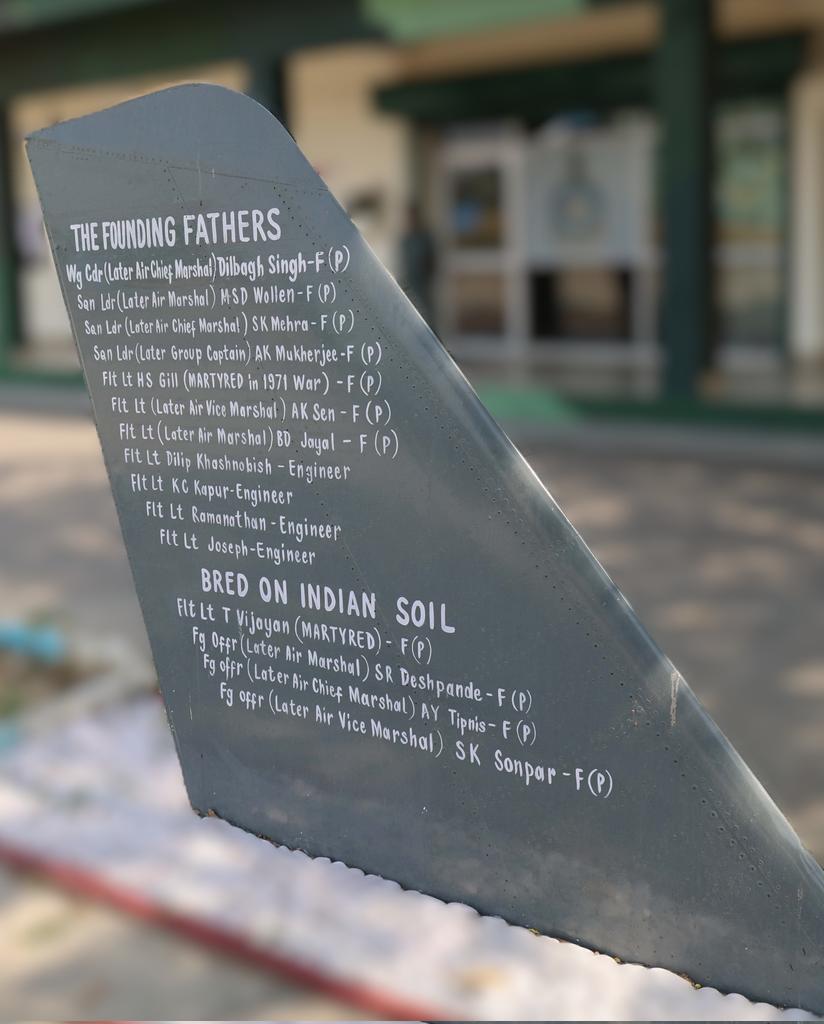 THE FOUNDING FATHERS
Wg Cdr (Later Air Chief Marshal) Dilbagh Singh-F (P)
Sqn Ldr (Later Air Marshal) MSD Wollen-F (P)
Sqn Ldr (Later Air Chief Marshal) SK Mehra-F (P)
Sqn Ldr (Later Group Captain) AK Mukherjee-F (P)
Flt Lt HS Gill (MARTYRED in 1971 War) - F (P)
Flt Lt (Later Air Vice Marshal) AK Sen - F (P)
Flt Lt (Later Air Marshal) BD Jayal - F (P)
Flt Lt Dilip Khashnobish - Engineer
Flt Lt KC Kapur-Engineer
Flt Lt Ramanathan-Engineer
Flt Lt Joseph-Engineer
BRED ON INDIAN SOIL
Flt Lt T Vijayan (MARTYRED) - F(P)
Fg Offr (Later Air Marshal) SR Deshpande-F (P)
Fg offr (Later Air Chief Marshal) AY Tipnis-F (P)
Fg offr (Later Air Vice Marshal) SK Sonpar-F(P)